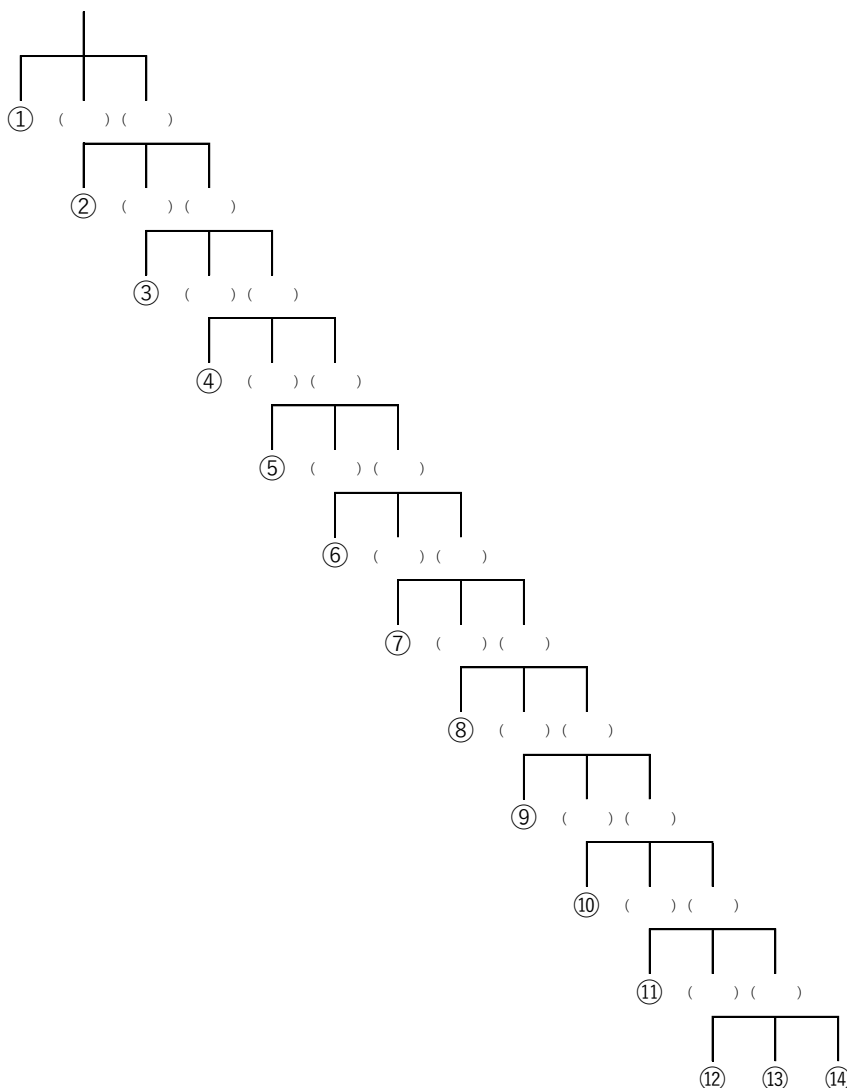 ① ( ) ( )
② ( ) ( )
③ ( ) ( )
④ ( ) ( )
⑤ ( ) ( )
⑥ ( ) ( )
⑦ ( ) ( )
⑧ ( ) ( )
⑨ ( ) ( )
⑩ ( ) ( )
⑪ ( ) ( )
⑫ ⑬ ⑭